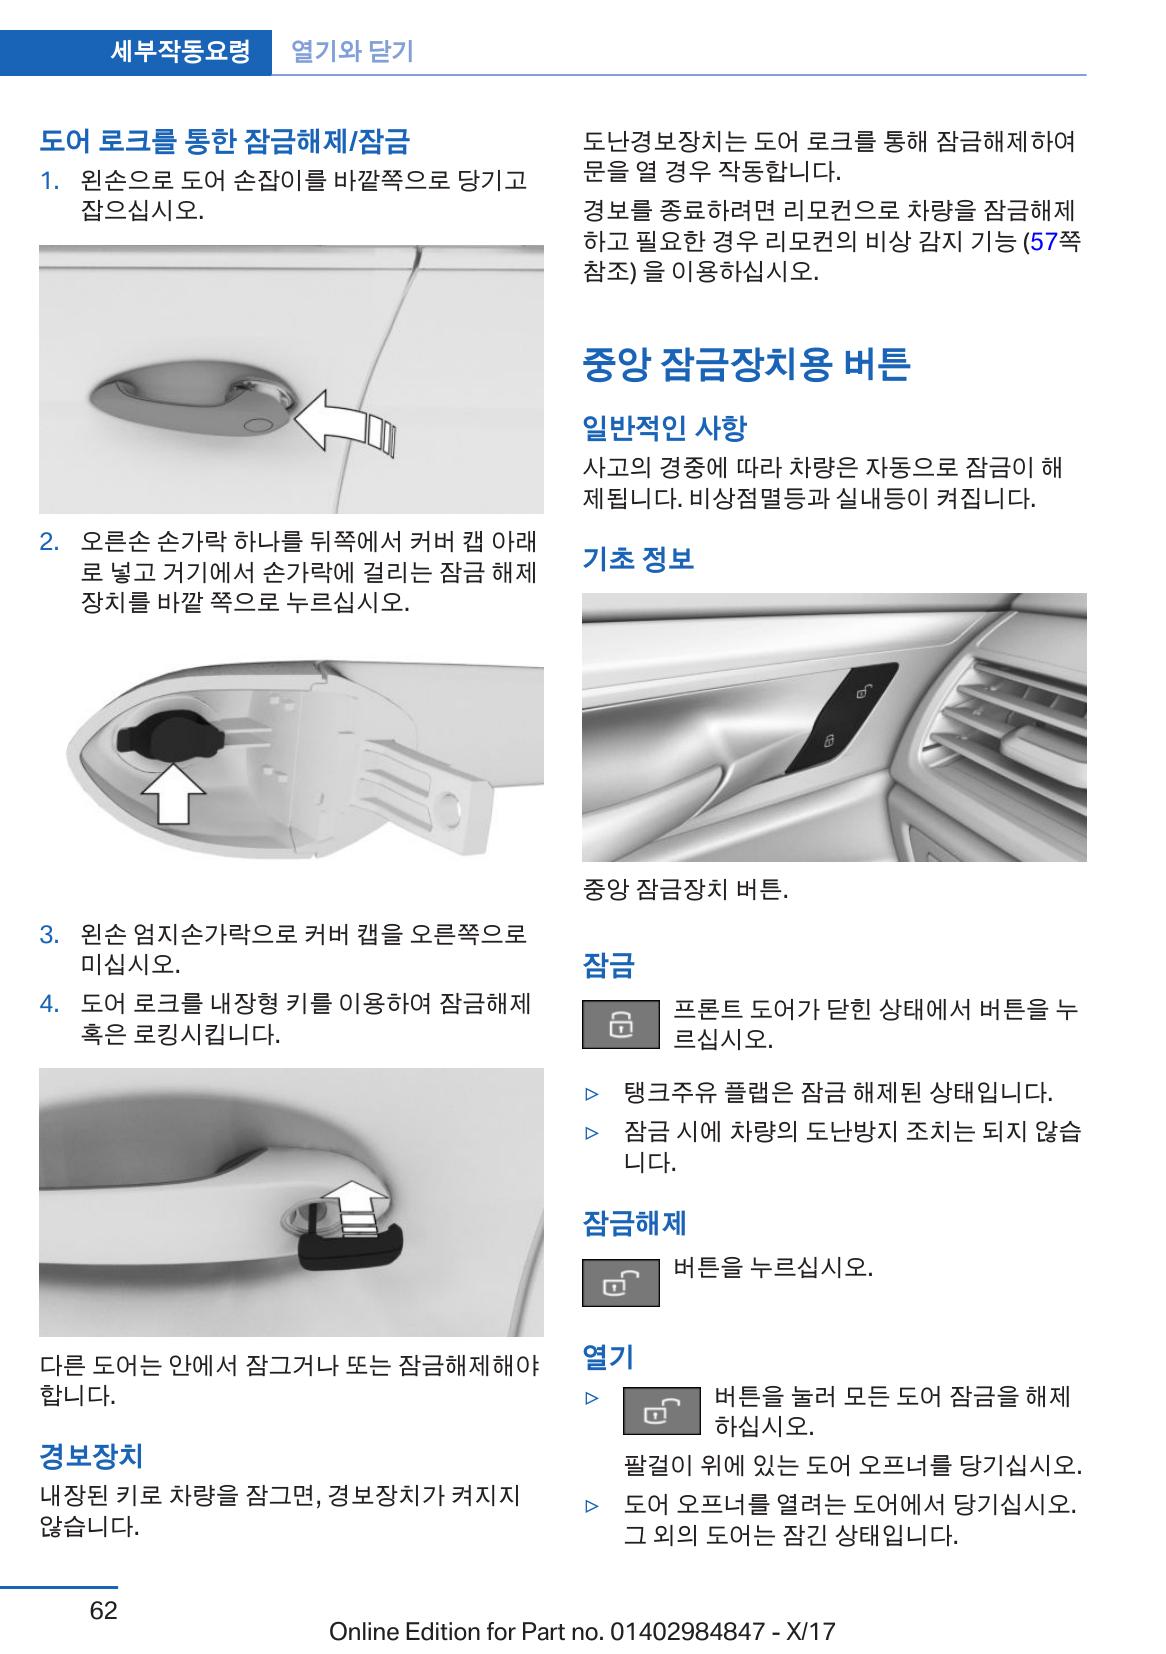 세부작동요령 열기와 닫기
도어 로크를 통한 잠금해제/잠금
1. 왼손으로 도어 손잡이를 바깥쪽으로 당기고
잡으십시오.
2. 오른손 손가락 하나를 뒤쪽에서 커버 캡 아래
로 넣고 거기에서 손가락에 걸리는 잠금 해제
장치를 바깥 쪽으로 누르십시오.
3. 왼손 엄지손가락으로 커버 캡을 오른쪽으로
미십시오.
4. 도어 로크를 내장형 키를 이용하여 잠금해제
혹은 로킹시킵니다.
다른 도어는 안에서 잠그거나 또는 잠금해제해야
합니다.
경보장치
내장된 키로 차량을 잠그면, 경보장치가 켜지지
않습니다.
도난경보장치는 도어 로크를 통해 잠금해제하여
문을 열 경우 작동합니다.
경보를 종료하려면 리모컨으로 차량을 잠금해제
하고 필요한 경우 리모컨의 비상 감지 기능 (57쪽
참조) 을 이용하십시오.
중앙 잠금장치용 버튼
일반적인 사항
사고의 경중에 따라 차량은 자동으로 잠금이 해
제됩니다. 비상점멸등과 실내등이 켜집니다.
기초 정보
중앙 잠금장치 버튼.
잠금
프론트 도어가 닫힌 상태에서 버튼을 누
르십시오.
▷ 탱크주유 플랩은 잠금 해제된 상태입니다.
▷ 잠금 시에 차량의 도난방지 조치는 되지 않습
니다.
잠금해제
버튼을 누르십시오.
열기
▷ 버튼을 눌러 모든 도어 잠금을 해제
하십시오.
팔걸이 위에 있는 도어 오프너를 당기십시오.
▷ 도어 오프너를 열려는 도어에서 당기십시오.
그 외의 도어는 잠긴 상태입니다.
62
Online Edition for Part no. 01402984847 - X/17